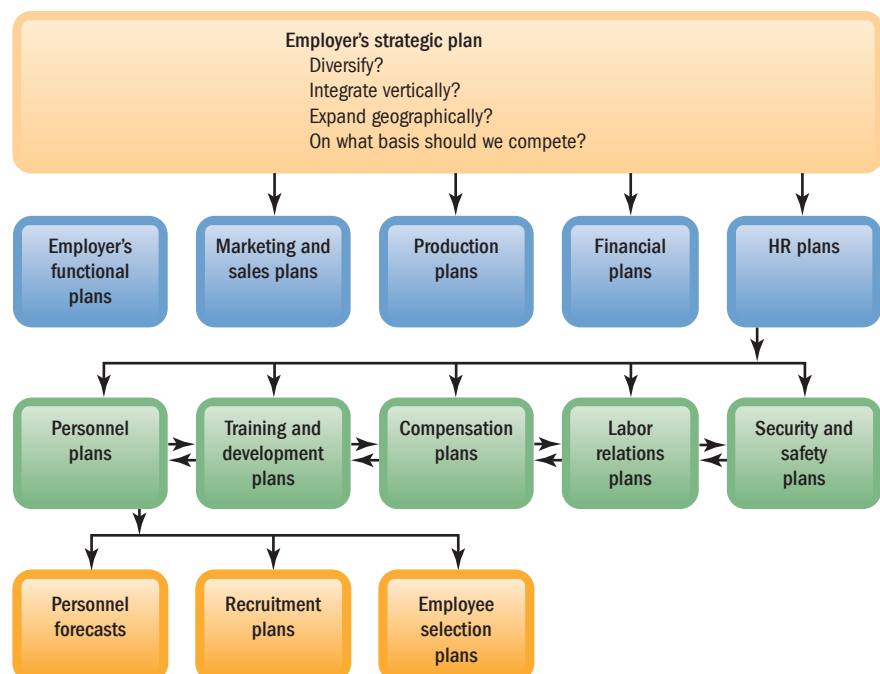 Employer's strategic plan
Diversify?
Integrate vertically?
Expand geographically?
On what basis should we compete?
Employer's
functional
plans
Marketing and
sales plans
Production
plans
Financial
plans
HR plans
Personnel
plans
Training and
development
plans
Compensation
plans
Labor
relations
plans
Security and
safety
plans
Personnel
forecasts
Recruitment
plans
Employee
selection
plans